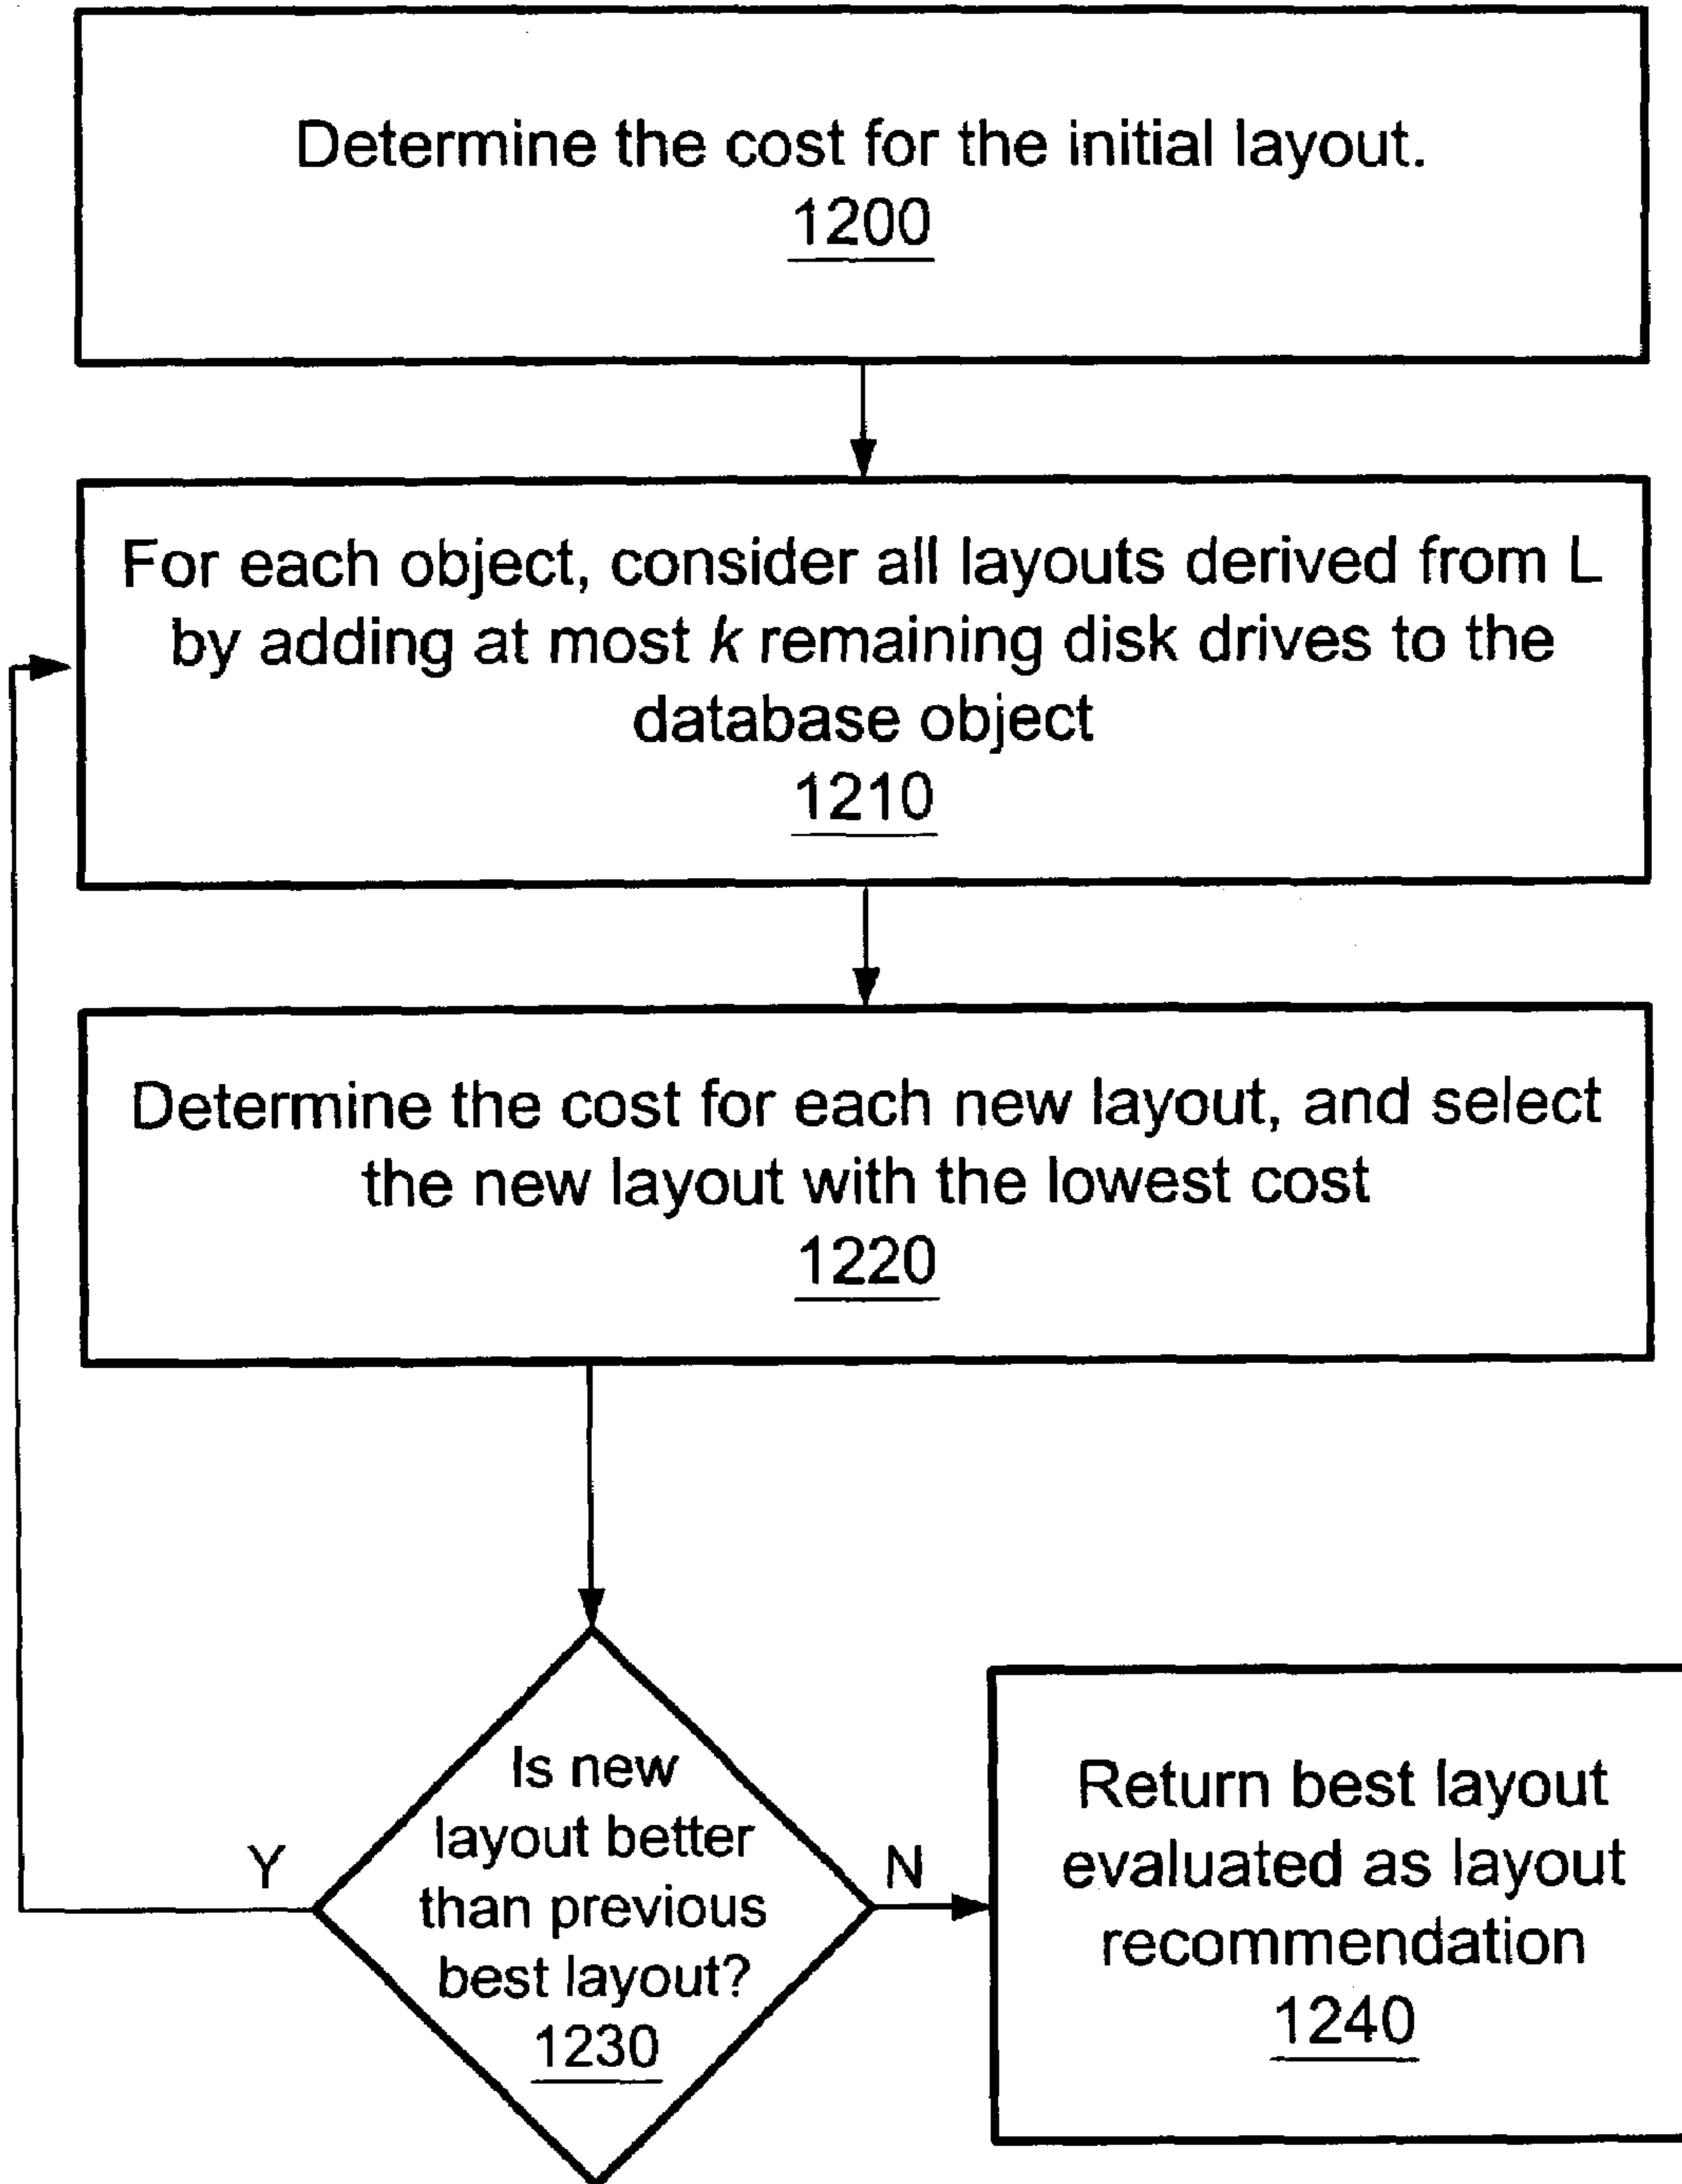 Determine the cost for the initial layout.
1200
For each object, consider all layouts derived from L
by adding at most k remaining disk drives to the
database object
1210
Determine the cost for each new layout, and select
the new layout with the lowest cost
1220
Is new
layout better
than previous
best layout?
1230
Y
N
Return best layout
evaluated as layout
recommendation
1240